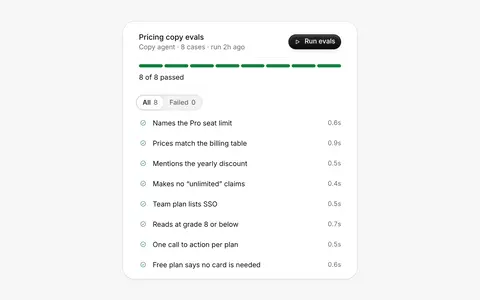 Pricing copy evals
Copy agent · 8 cases · run 2h ago
Run evals
8 of 8 passed
All 8
Failed 0
Names the Pro seat limit 0.6s
Prices match the billing table 0.9s
Mentions the yearly discount 0.5s
Makes no “unlimited” claims 0.4s
Team plan lists SSO 0.5s
Reads at grade 8 or below 0.7s
One call to action per plan 0.5s
Free plan says no card is needed 0.6s